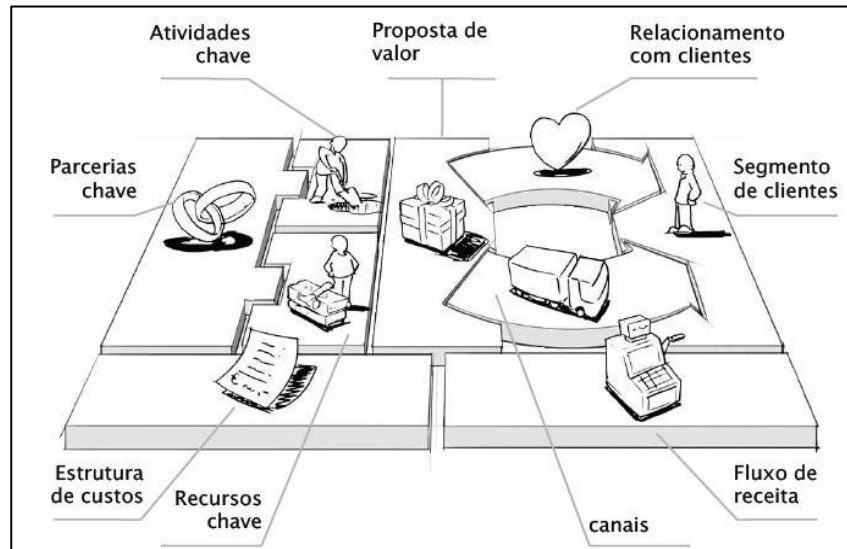 Atividades
chave
Proposta de
valor
Relacionamento
com clientes
Parcerias
chave
Segmento
de clientes
Estrutura
de custos
Recursos
chave
canais
Fluxo de
receita